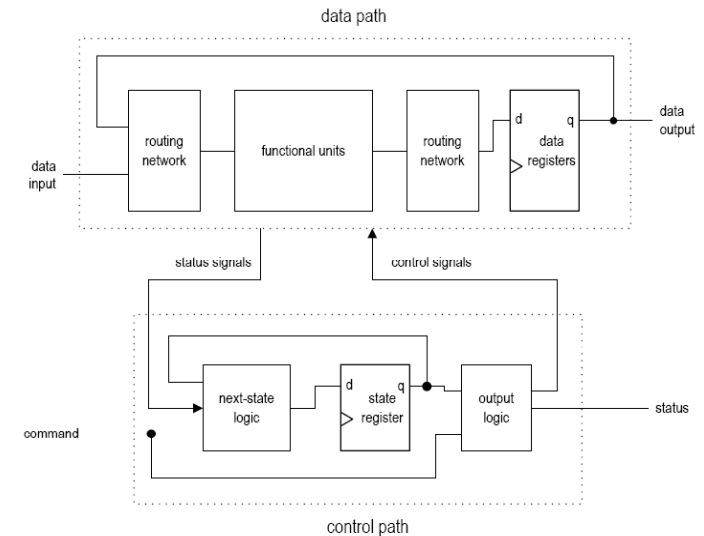 data path
routing
network
functional units
routing
network
d
q
data
registers
data
output
data
input
status signals
control signals
next-state
logic
d
q
state
register
output
logic
status
command
control path